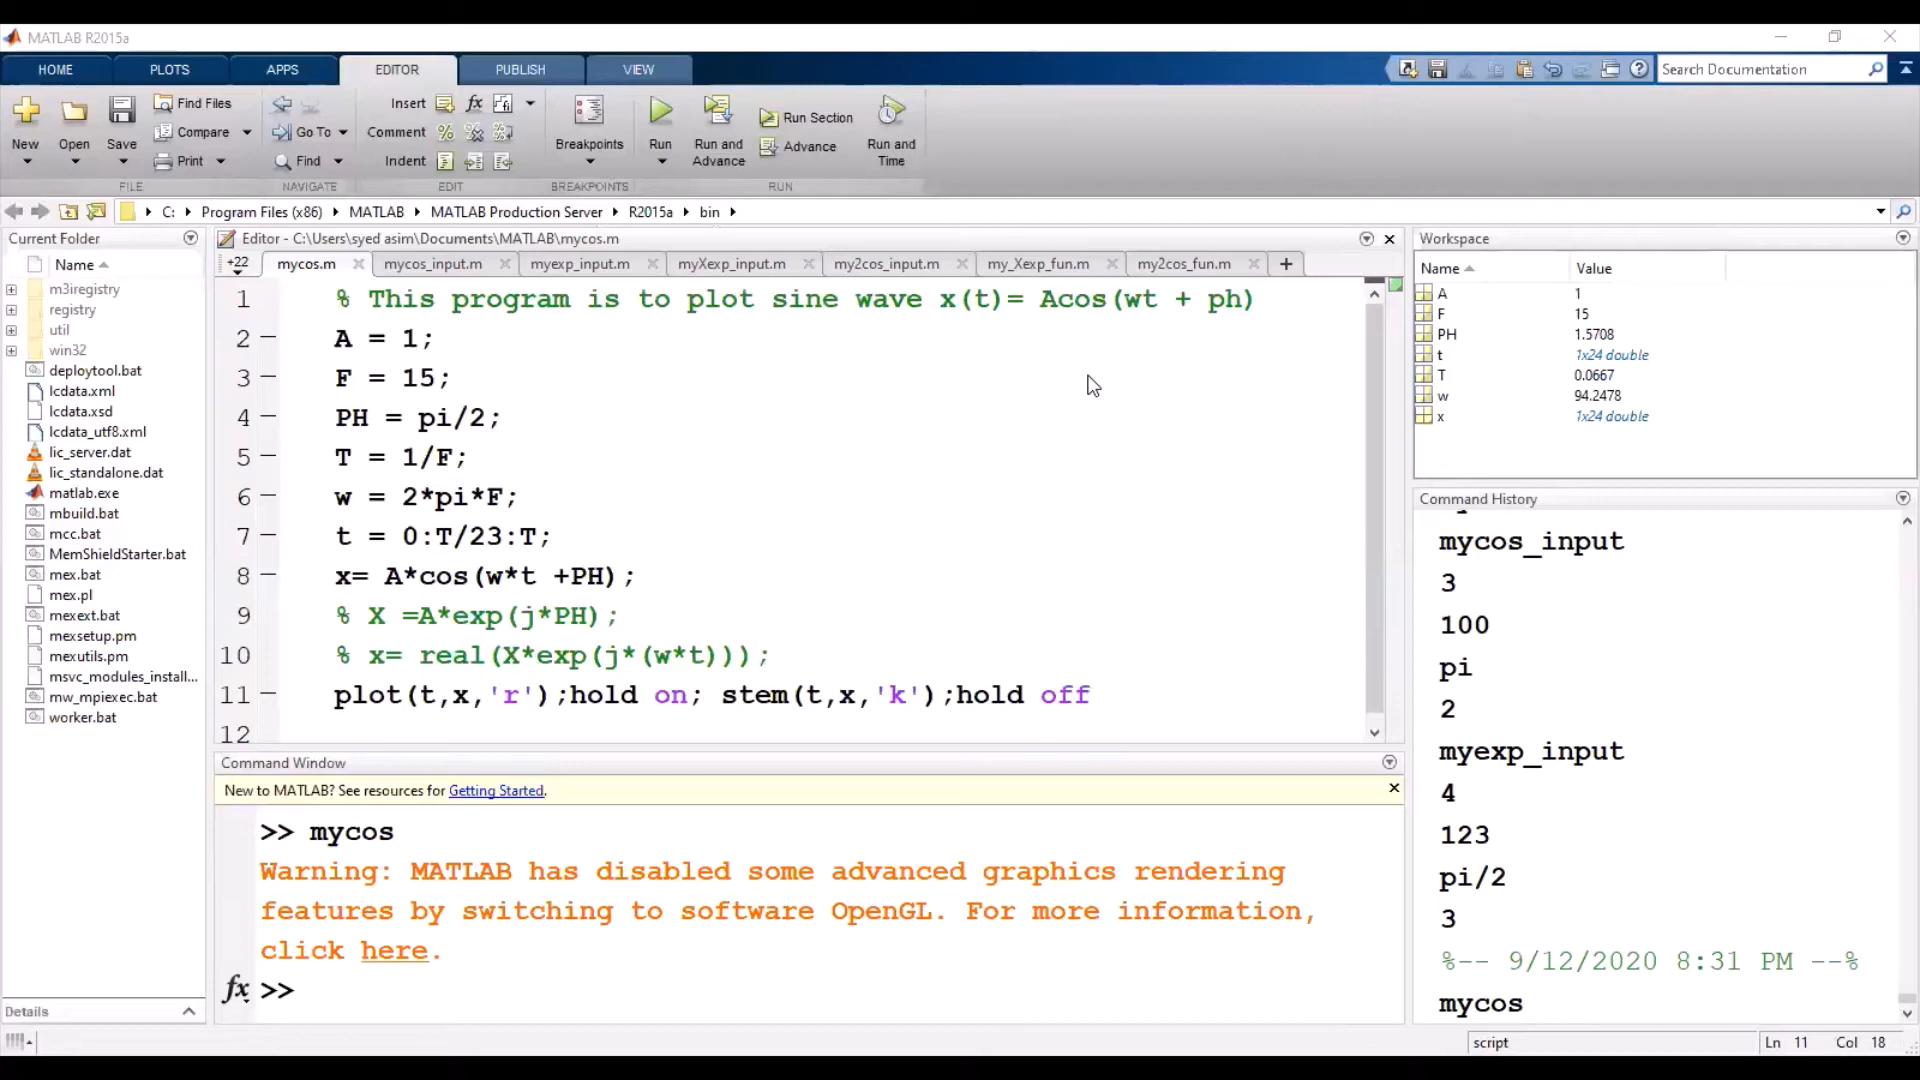 MATLAB R2015a
HOME PLOTS APPS EDITOR PUBLISH VIEW Search Documentation
New Open Save Find Files Compare Print
Go To Find
Insert fx Comment Indent
Breakpoints
Run Run and Advance Run Section Advance Run and Time
FILE NAVIGATE EDIT BREAKPOINTS RUN
C: Program Files (x86) MATLAB MATLAB Production Server R2015a bin
Current Folder
Name
m3iregistry
registry
util
win32
deploytool.bat
lcdata.xml
lcdata.xsd
lcdata_utf8.xml
lic_server.dat
lic_standalone.dat
matlab.exe
mbuild.bat
mcc.bat
MemShieldStarter.bat
mex.bat
mex.pl
mexext.bat
mexsetup.pm
mexutils.pm
msvc_modules_install...
mw_mpiexec.bat
worker.bat
Details
Editor - C:\Users\syed asim\Documents\MATLAB\mycos.m
+22 mycos.m mycos_input.m myexp_input.m myXexp_input.m my2cos_input.m my_Xexp_fun.m my2cos_fun.m +
1 % This program is to plot sine wave x(t)= Acos(wt + ph)
2 – A = 1;
3 – F = 15;
4 – PH = pi/2;
5 – T = 1/F;
6 – w = 2*pi*F;
7 – t = 0:T/23:T;
8 – x= A*cos(w*t +PH);
9 % X =A*exp(j*PH);
10 % x= real(X*exp(j*(w*t)));
11 – plot(t,x,'r');hold on; stem(t,x,'k');hold off
12
Command Window
New to MATLAB? See resources for Getting Started.
>> mycos
Warning: MATLAB has disabled some advanced graphics rendering
features by switching to software OpenGL. For more information,
click here.
fx >>
Workspace
Name Value
A 1
F 15
PH 1.5708
t 1x24 double
T 0.0667
w 94.2478
x 1x24 double
Command History
mycos_input
3
100
pi
2
myexp_input
4
123
pi/2
3
%-- 9/12/2020 8:31 PM --%
mycos
script Ln 11 Col 18